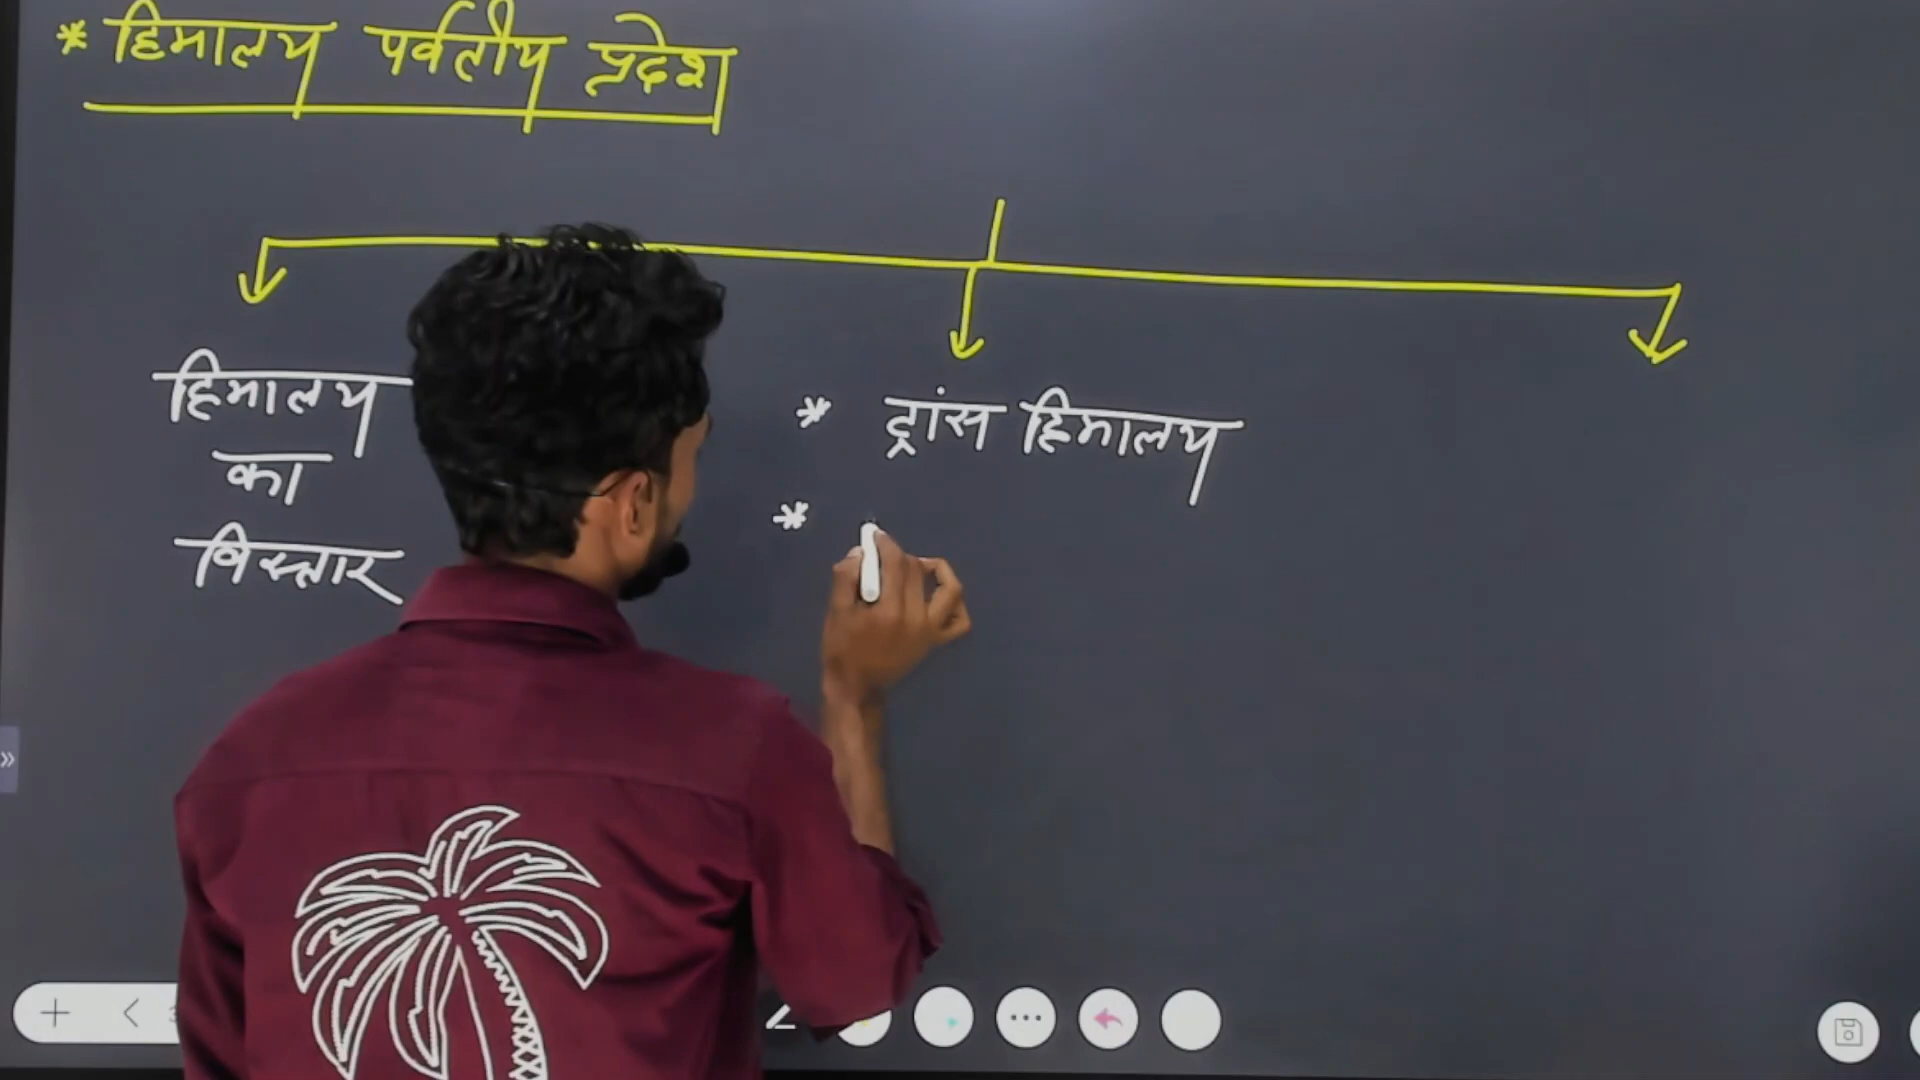 * हिमालय पर्वतीय प्रदेश
हिमालय
का
विस्तार
* ट्रांस हिमालय
*